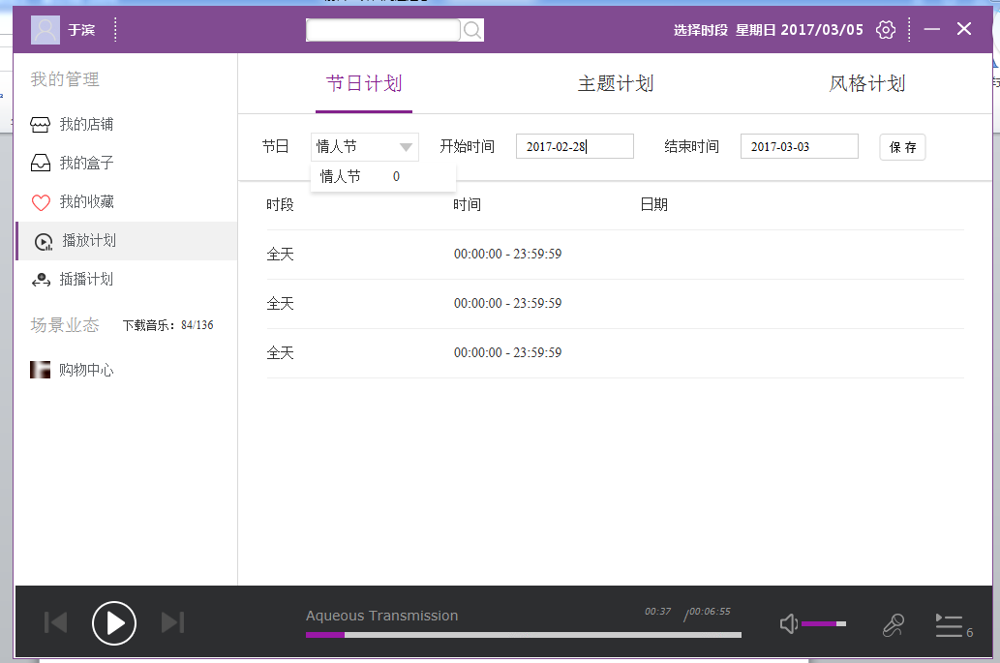 于滨
选择时段 星期日 2017/03/05
我的管理
我的店铺
我的盒子
我的收藏
播放计划
插播计划
场景业态 下载音乐：84/136
购物中心
节日计划 主题计划 风格计划
节日 情人节 开始时间 2017-02-28 结束时间 2017-03-03 保存
情人节 0
时段 时间 日期
全天 00:00:00 - 23:59:59
全天 00:00:00 - 23:59:59
全天 00:00:00 - 23:59:59
Aqueous Transmission 00:37 /00:06:55
6